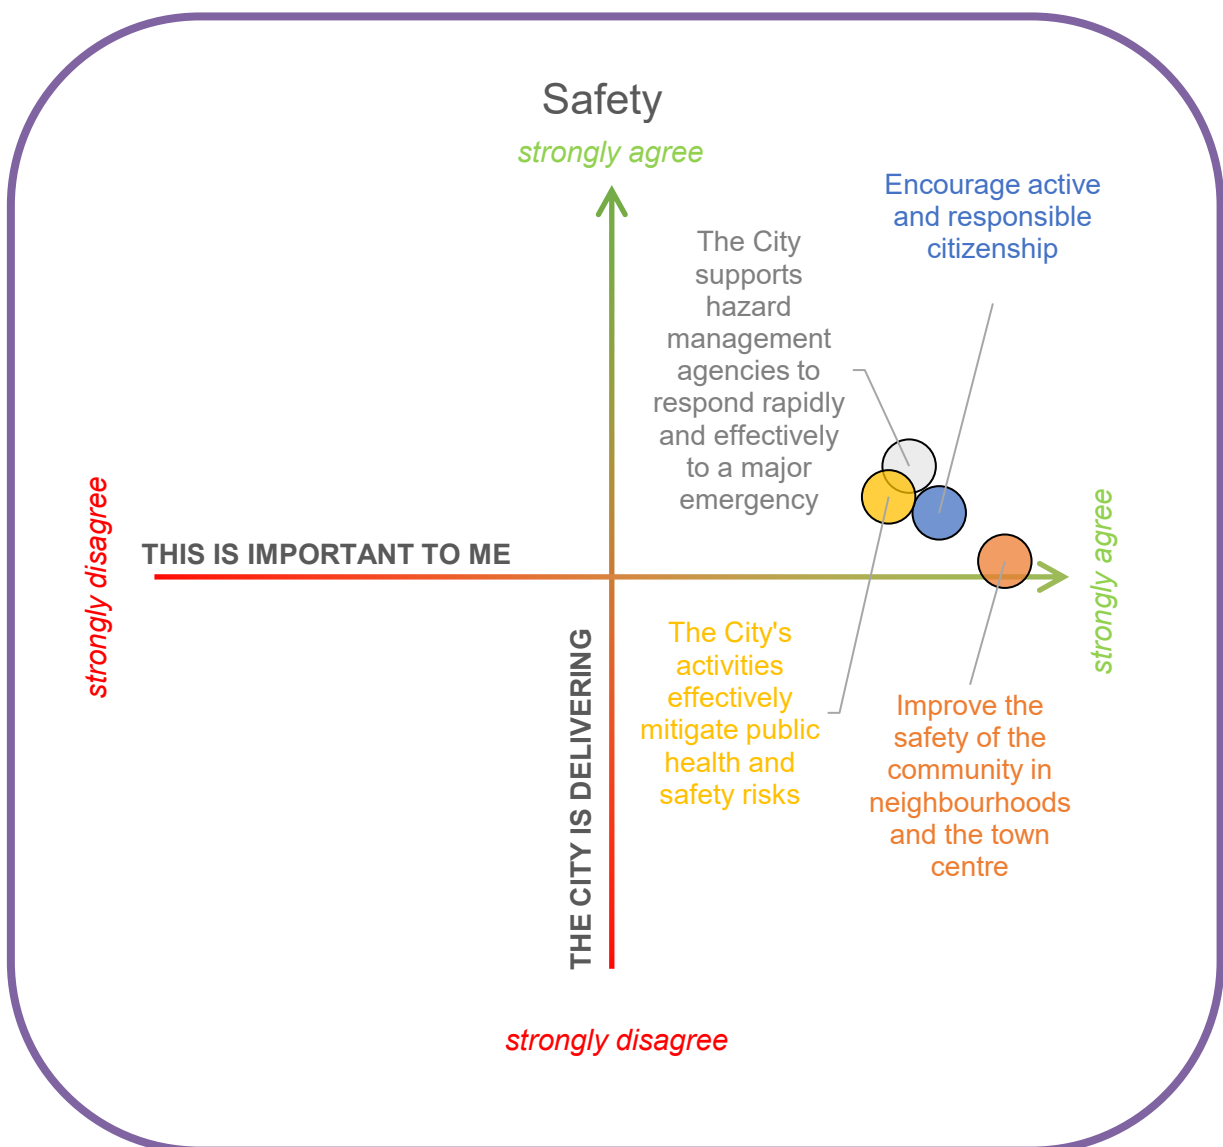 Safety
strongly agree
Encourage active
and responsible
citizenship
The City
supports
hazard
management
agencies to
respond rapidly
and effectively
to a major
emergency
strongly disagree
THIS IS IMPORTANT TO ME
strongly agree
THE CITY IS DELIVERING
The City's
activities
effectively
mitigate public
health and
safety risks
Improve the
safety of the
community in
neighbourhoods
and the town
centre
strongly disagree